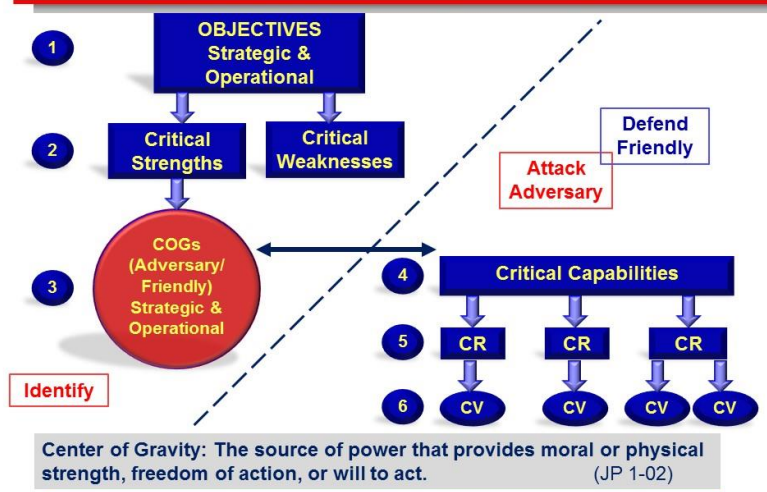 1
OBJECTIVES
Strategic &
Operational
2
Critical
Strengths
Critical
Weaknesses
Defend
Friendly
Attack
Adversary
3
COGs
(Adversary/
Friendly)
Strategic &
Operational
4
Critical Capabilities
5
CR
CR
CR
6
CV
CV
CV
CV
Identify
Center of Gravity: The source of power that provides moral or physical
strength, freedom of action, or will to act. (JP 1-02)